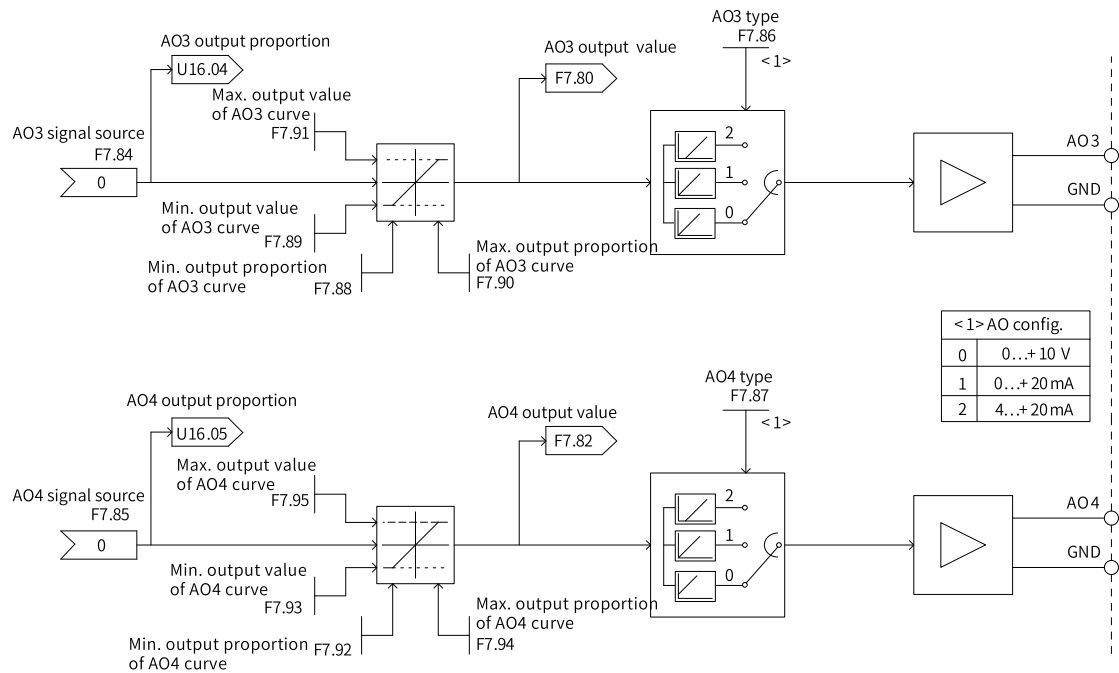 AO3 type
F7.86
<1>
AO3 output proportion
U16.04
AO3 output value
F7.80
Max. output value
of AO3 curve
F7.91
AO3 signal source
F7.84
0
2
1
0
AO3
GND
Min. output value
of AO3 curve
F7.89
Min. output proportion
of AO3 curve
F7.88
Max. output proportion
of AO3 curve
F7.90
<1> AO config.
0 0...+10 V
1 0...+20mA
2 4...+20mA
AO4 type
F7.87
<1>
AO4 output proportion
U16.05
AO4 output value
F7.82
Max. output value
of AO4 curve
F7.95
AO4 signal source
F7.85
0
2
1
0
AO4
GND
Min. output value
of AO4 curve
F7.93
Min. output proportion
of AO4 curve
F7.92
Max. output proportion
of AO4 curve
F7.94